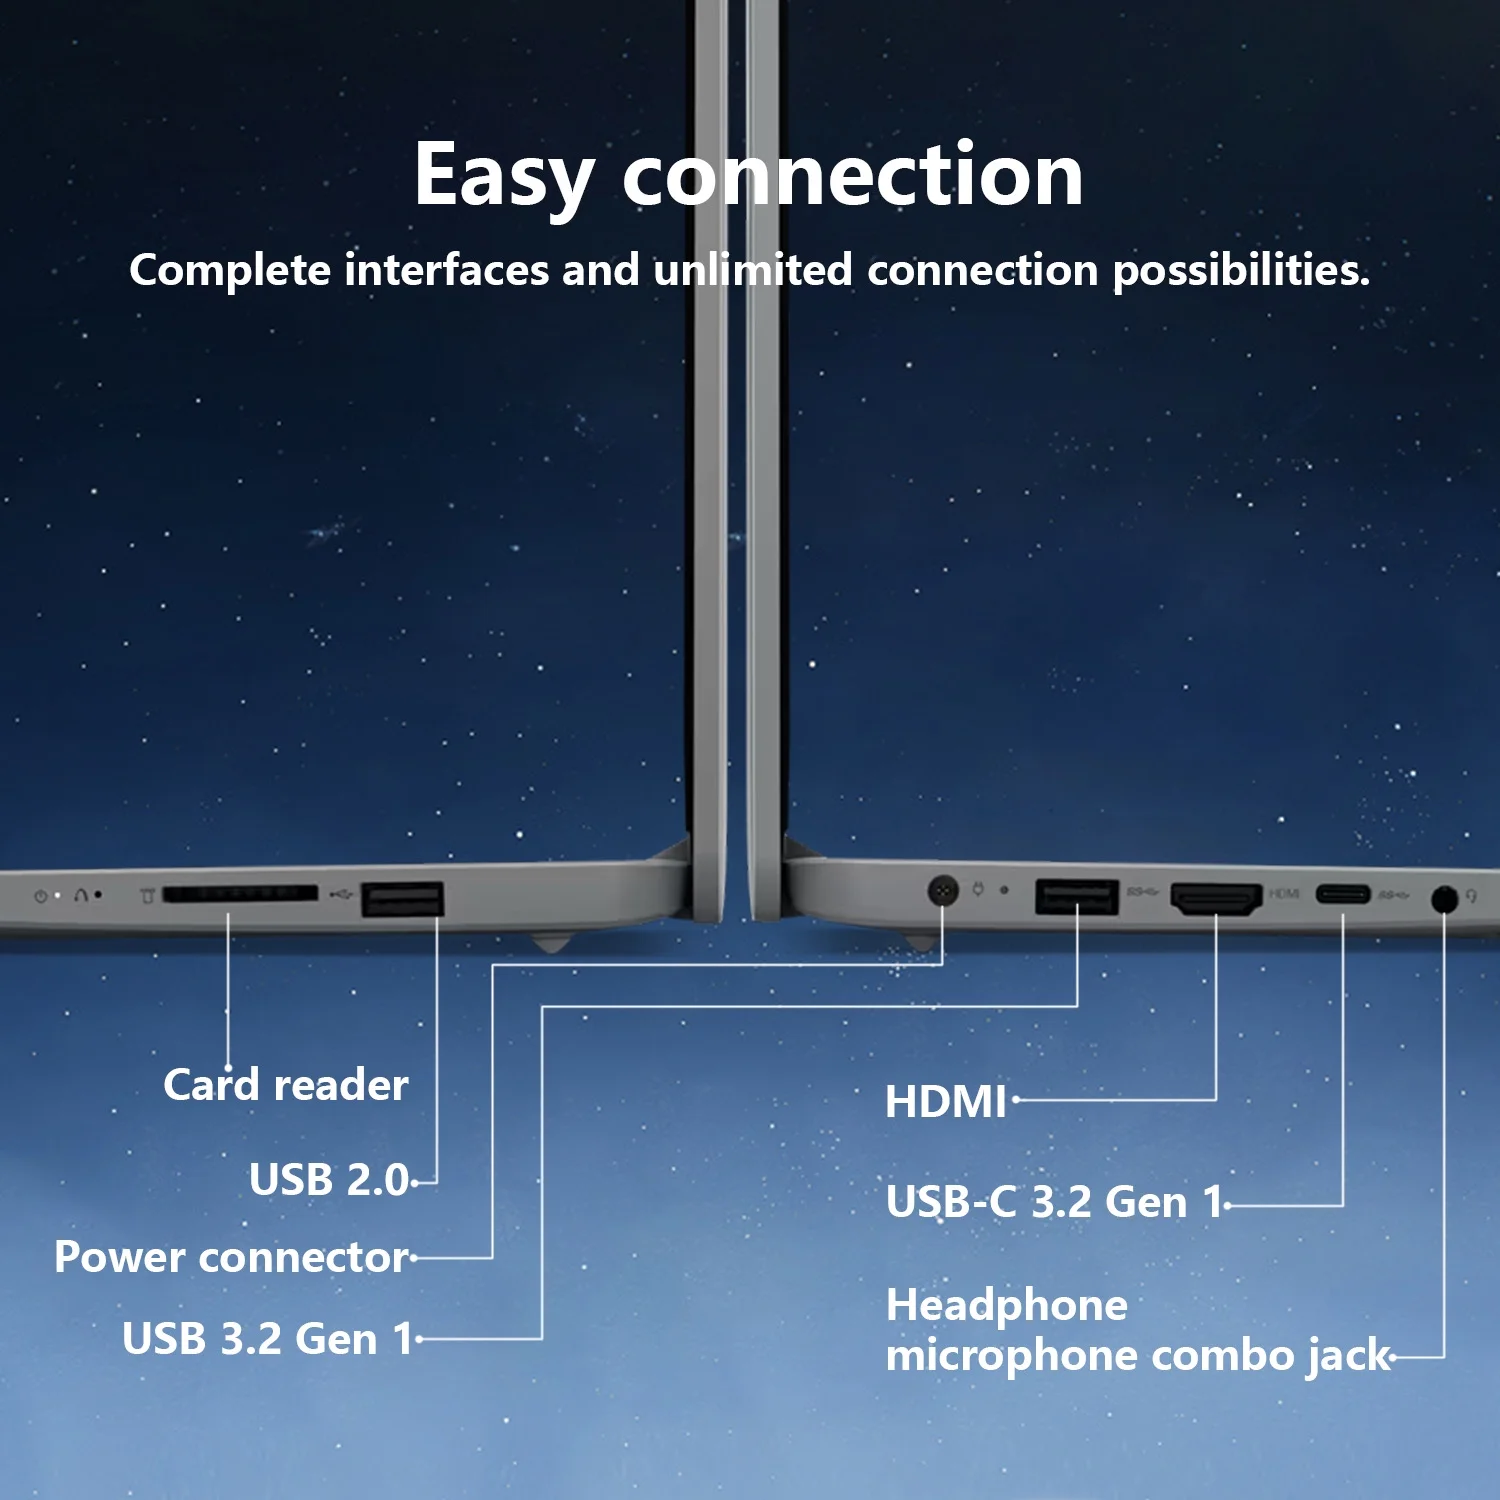 Easy connection
Complete interfaces and unlimited connection possibilities.
HDMI
Card reader
USB 2.0
Power connector
USB 3.2 Gen 1
HDMI
USB-C 3.2 Gen 1
Headphone
microphone combo jack